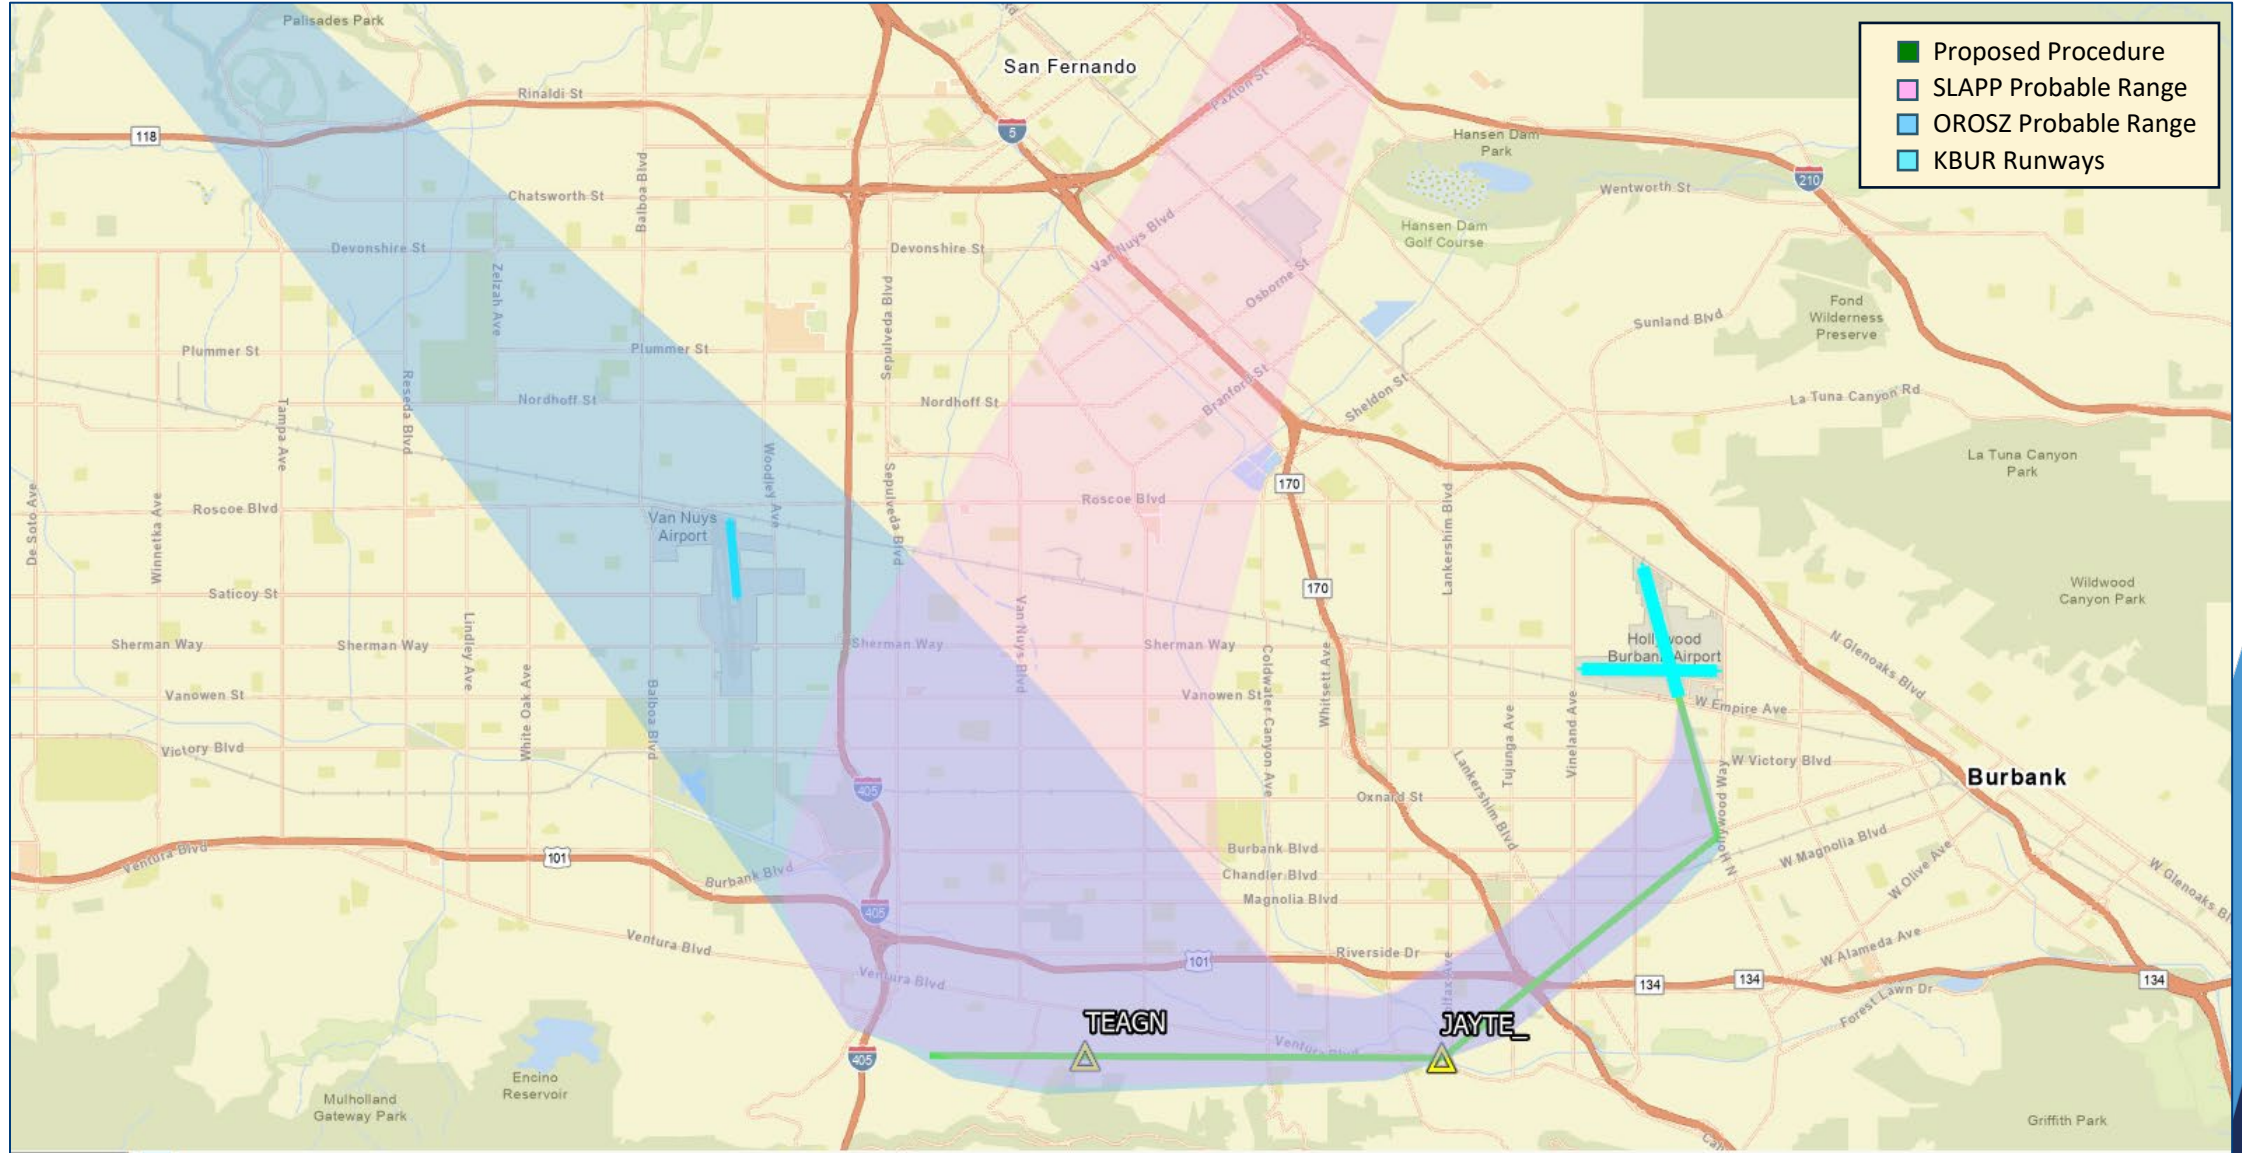 Palisades Park
San Fernando
Rinaldi St
118
5
Paxton St
Hansen Dam
Park
Proposed Procedure
SLAPP Probable Range
OROSZ Probable Range
KBUR Runways
210
Wentworth St
Chatsworth St
Balboa Blvd
Devonshire St
Devonshire St
Van Nuys Blvd
Hansen Dam
Golf Course
Zelzah Ave
Sepulveda Blvd
Osborne St
Fond
Wilderness
Preserve
Sunland Blvd
Plummer St
Plummer St
Reseda Blvd
Nordhoff St
Nordhoff St
Branford St
Sheldon St
La Tuna Canyon Rd
Tampa Ave
Woodley Ave
La Tuna Canyon
Park
De Soto Ave
Winnetka Ave
Roscoe Blvd
Sepulveda Blvd
Roscoe Blvd
170
Lankershim Blvd
Van Nuys
Airport
Saticoy St
170
Wildwood
Canyon Park
Lindley Ave
Van Nuys Blvd
Sherman Way
Sherman Way
Sherman Way
Sherman Way
Coldwater Canyon Ave
Whitsett Ave
Hollywood
Burbank Airport
N Glenoaks Blvd
Vanowen St
White Oak Ave
Balboa Blvd
Vanowen St
Tujunga Ave
Vineland Ave
W Empire Ave
Victory Blvd
Lankershim Blvd
W Victory Blvd
Burbank
405
Oxnard St
Hollywood Way
N
Ventura Blvd
101
Burbank Blvd
Burbank Blvd
Chandler Blvd
Magnolia Blvd
W Magnolia Blvd
W Olive Ave
W Glenoaks Bl
405
Ventura Blvd
Ventura Blvd
101
Riverside Dr
W Alameda Ave
134
134
134
Forest Lawn Dr
TEAGN
JAYTE_
405
Ventura Blvd
Encino
Reservoir
Mulholland
Gateway Park
Griffith Park